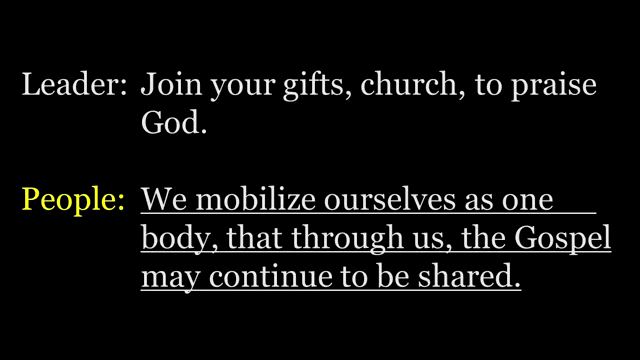 Leader: Join your gifts, church, to praise
God.
People: We mobilize ourselves as one
body, that through us, the Gospel
may continue to be shared.